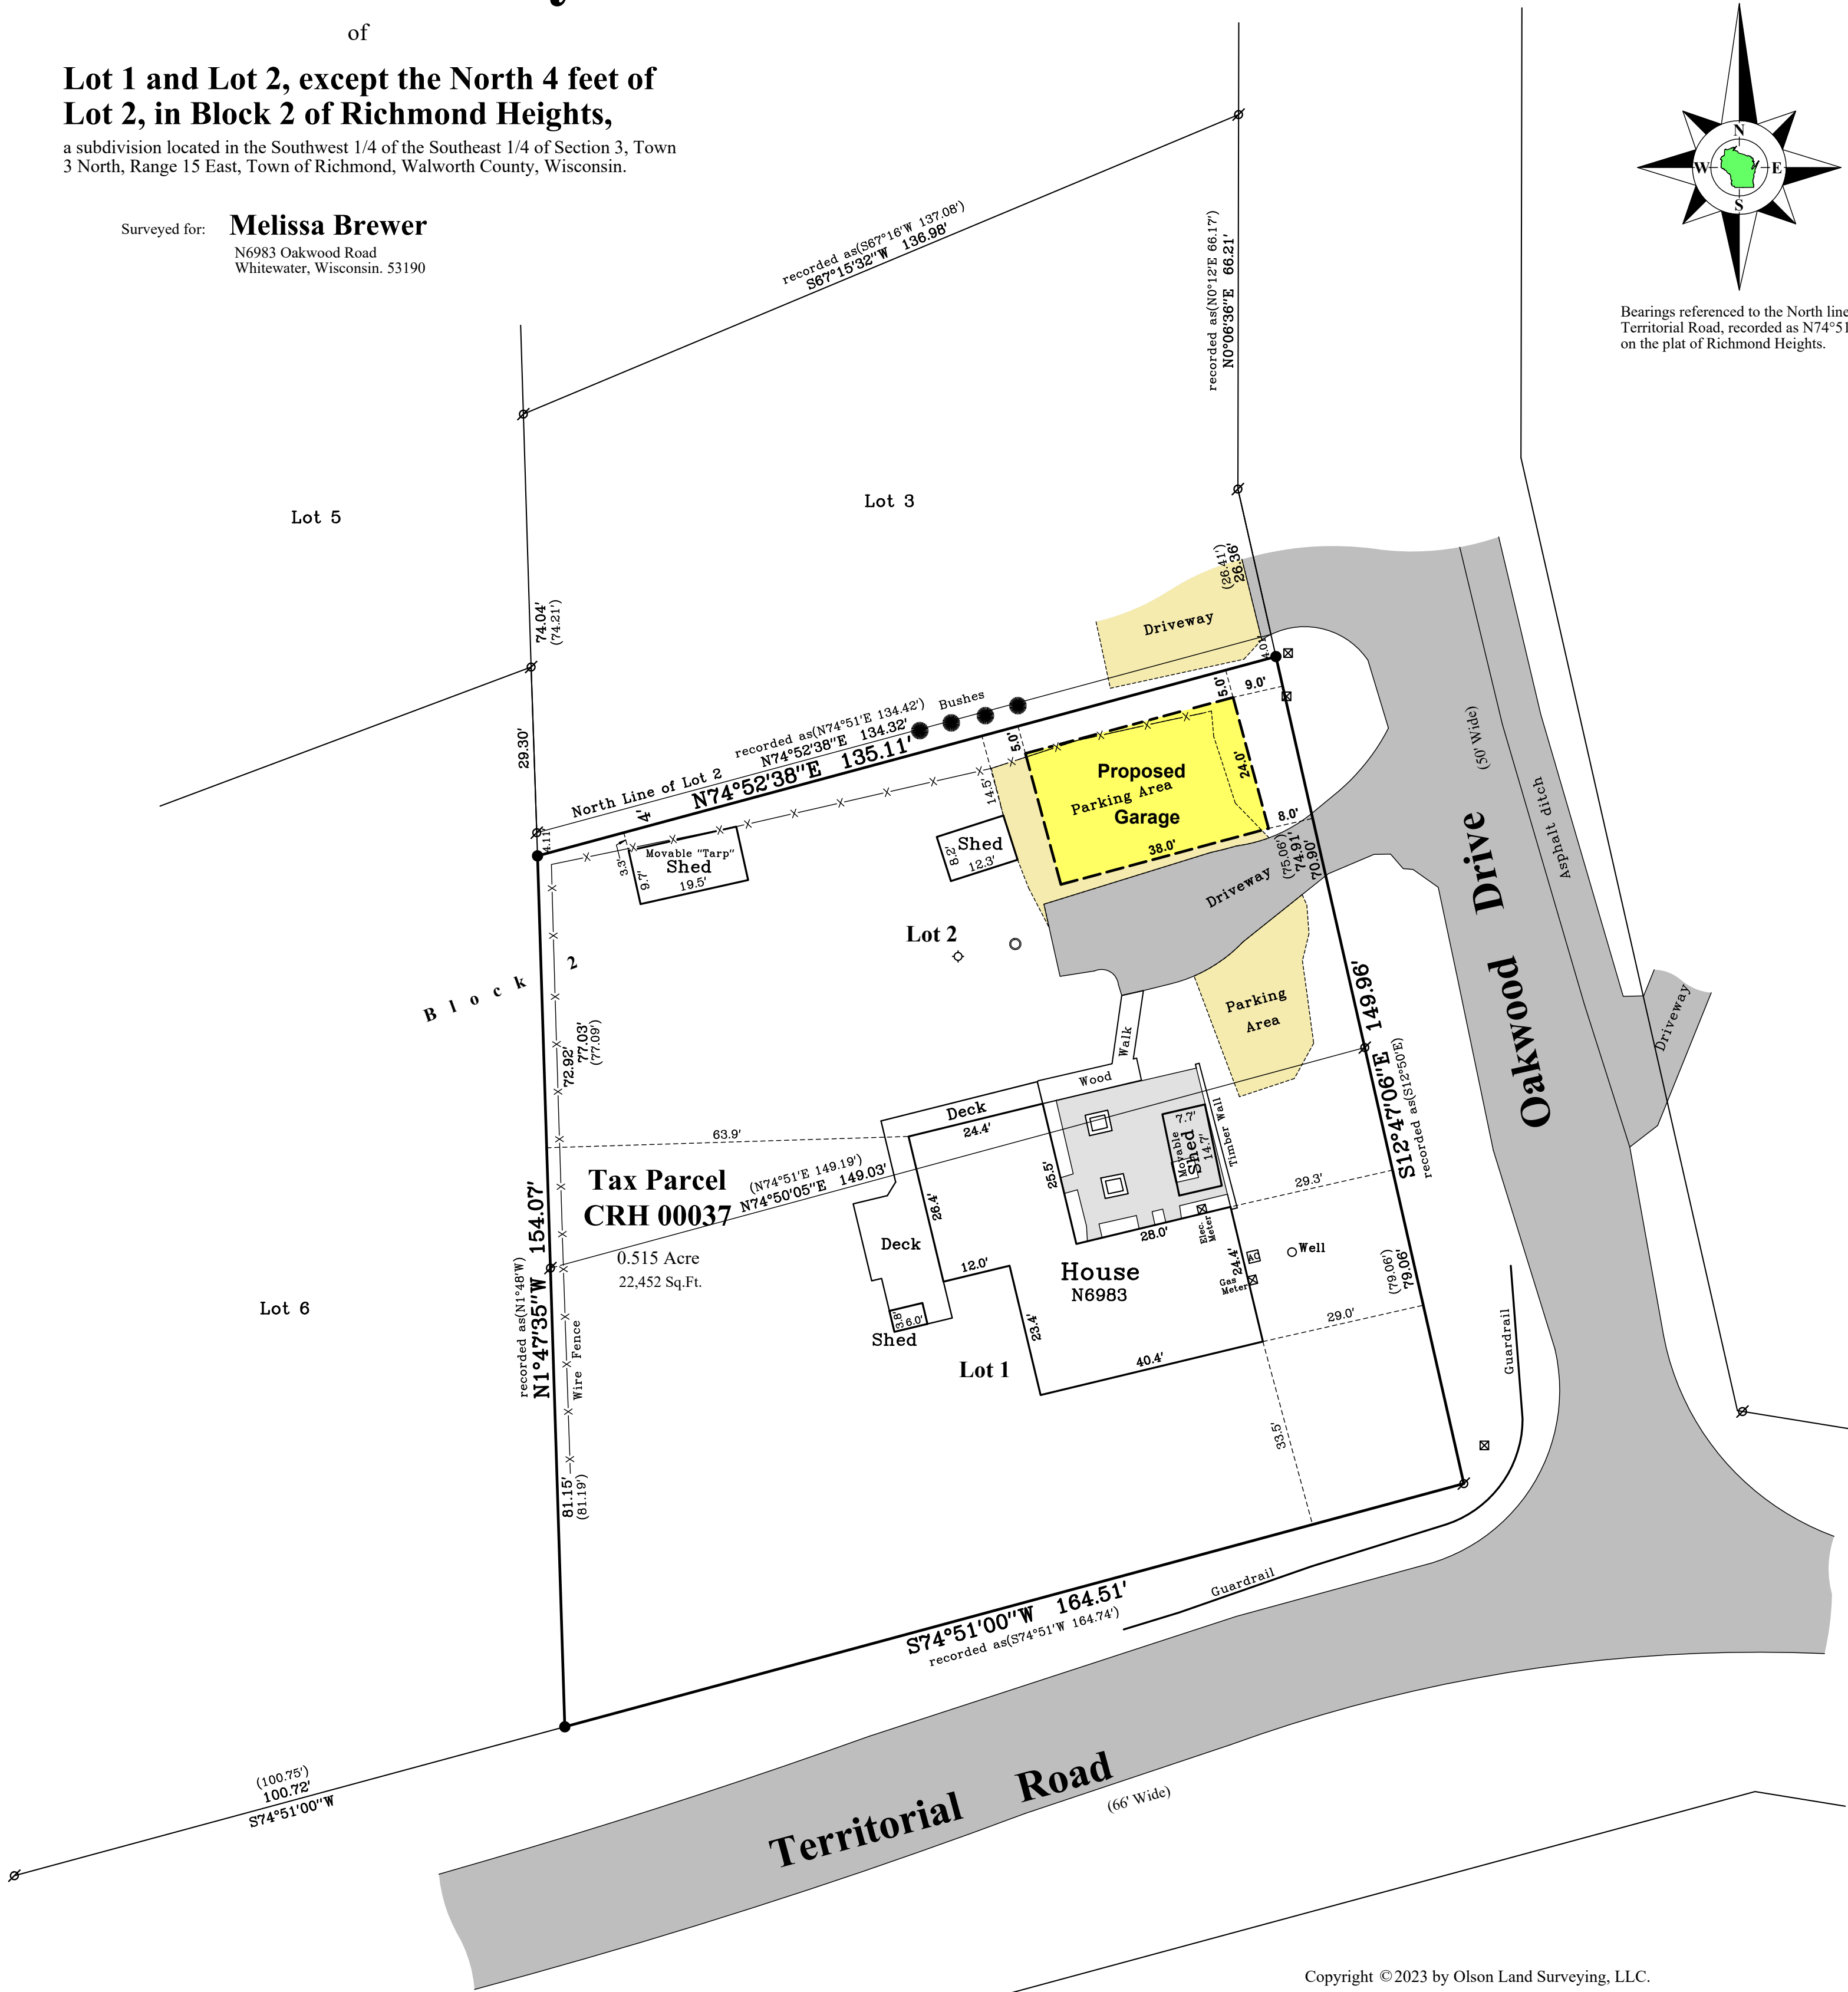 of
Lot 1 and Lot 2, except the North 4 feet of
Lot 2, in Block 2 of Richmond Heights,
a subdivision located in the Southwest 1/4 of the Southeast 1/4 of Section 3, Town
3 North, Range 15 East, Town of Richmond, Walworth County, Wisconsin.
Surveyed for: Melissa Brewer
N6983 Oakwood Road
Whitewater, Wisconsin. 53190
N
W E
S
Bearings referenced to the North line
Territorial Road, recorded as N74°51
on the plat of Richmond Heights.
recorded as(S67°16'W 137.08')
S67°15'32"W 136.98'
recorded as(N0°12'E 66.17')
N0°06'36"E 66.21'
Lot 5
Lot 3
(26.41')
26.36'
74.04'
(74.21')
Driveway
4.0'
29.30'
Bushes
recorded as(N74°51'E 134.42')
N74°52'38"E 134.32'
North Line of Lot 2
N74°52'38"E 135.11'
4'
4.11'
5.0'
9.0'
5.0'
14.5'
Proposed
Parking Area
Garage
24.0'
38.0'
8.0'
(75.06')
74.91'
70.90'
3.3'
Movable "Tarp"
Shed
9.7'
19.5'
Shed
8.2'
12.3'
Driveway
(50' Wide)
Asphalt ditch
Oakwood Drive
Driveway
Lot 2
Block 2
72.92'
77.03'
(77.09')
Parking
Area
Walk
Wood
Deck
24.4'
63.9'
149.96'
S12°47'06"E
recorded as(S12°50'E)
7.7'
Movable
Shed
14.7'
Timber Wall
25.5'
Tax Parcel
CRH 00037
(N74°51'E 149.19')
N74°50'05"E 149.03'
0.515 Acre
22,452 Sq.Ft.
26.4'
29.3'
28.0'
Elec.
Meter
Deck
12.0'
House
N6983
24.4'
AC
Gas
Meter
Well
(79.06')
79.06'
154.07'
N1°47'35"W
recorded as(N1°48'W)
Lot 6
3.8'
6.0'
Shed
23.4'
29.0'
Guardrail
Lot 1
40.4'
Wire Fence
33.5'
81.15'
(81.19')
Guardrail
S74°51'00"W 164.51'
recorded as(S74°51'W 164.74')
(100.75')
100.72'
S74°51'00"W
Territorial Road
(66' Wide)
Copyright ©2023 by Olson Land Surveying, LLC.